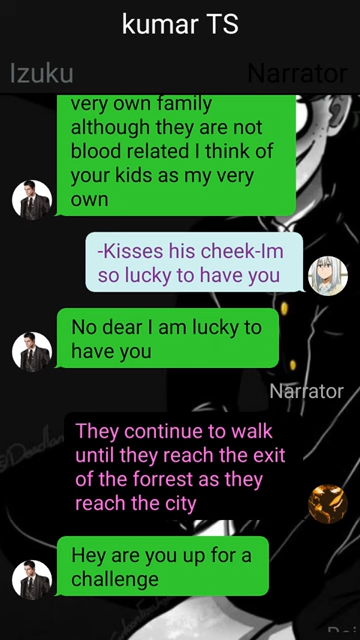 kumar TS
Izuku
Narrator
very own family
although they are not
blood related I think of
your kids as my very
own
-Kisses his cheek-Im
so lucky to have you
No dear I am lucky to
have you
Narrator
They continue to walk
until they reach the exit
of the forrest as they
reach the city
Hey are you up for a
challenge